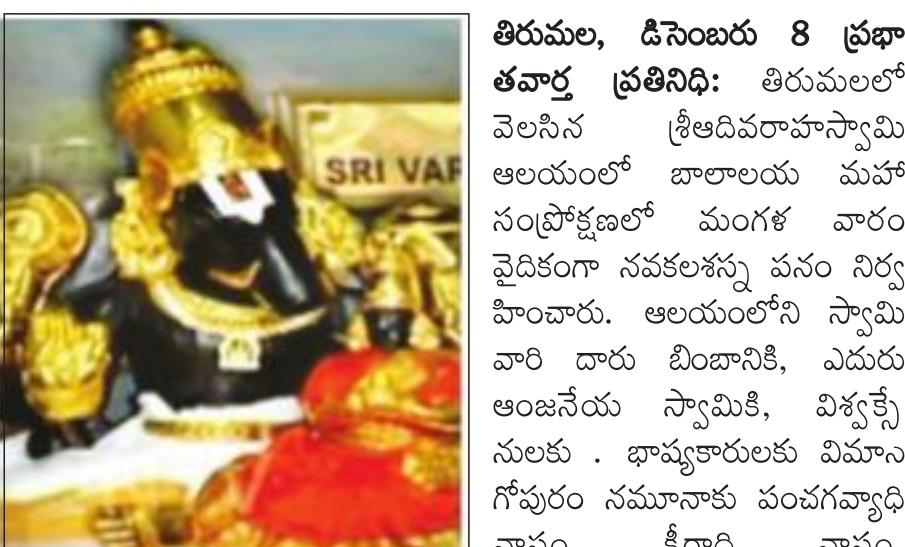 SRI VAR
తిరుమల, డిసెంబరు 8 ప్రభా
తవార్త ప్రతినిధి: తిరుమలలో
వెలసిన శ్రీఆదివరాహస్వామి
ఆలయంలో బాలాలయ మహా
సంప్రోక్షణలో మంగళ వారం
వైదికంగా నవకలశస్న పనం నిర్వ
హించారు. ఆలయంలోని స్వామి
వారి దారు బింబానికి, ఎదురు
ఆంజనేయ స్వామికి, విశ్వక్సే
నులకు . భాష్యకారులకు విమాన
గోపురం నమూనాకు పంచగవ్యాధి